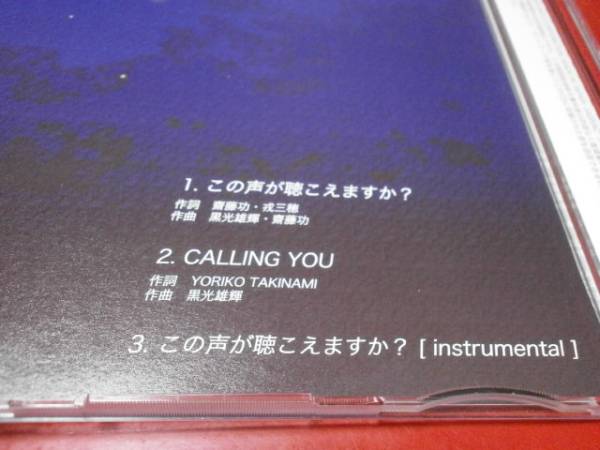 1. この声が聴こえますか？
作詞　齋藤功・戎三穂
作曲　黒光雄輝・齋藤功
2. CALLING YOU
作詞　YORIKO TAKINAMI
作曲　黒光雄輝
3. この声が聴こえますか？ [ instrumental ]